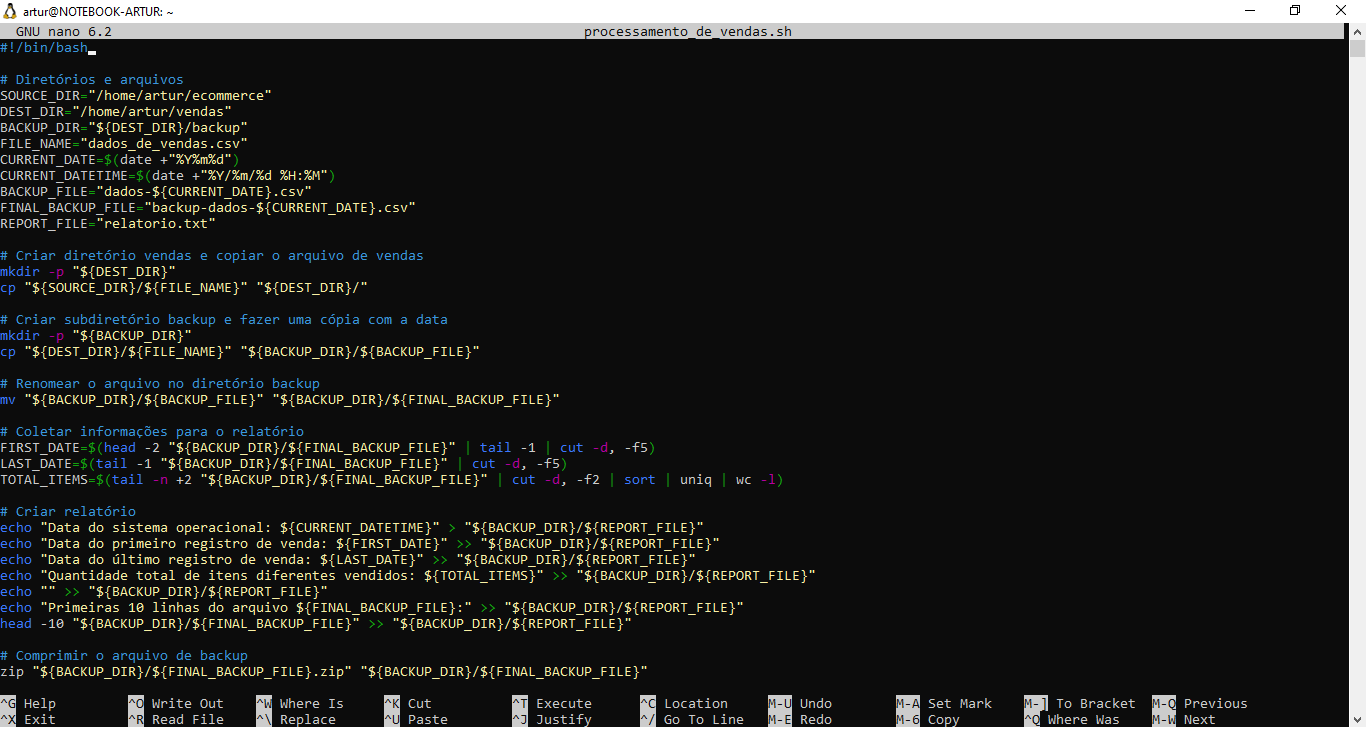 artur@NOTEBOOK-ARTUR: ~
GNU nano 6.2 processamento_de_vendas.sh
#!/bin/bash

# Diretórios e arquivos
SOURCE_DIR="/home/artur/ecommerce"
DEST_DIR="/home/artur/vendas"
BACKUP_DIR="${DEST_DIR}/backup"
FILE_NAME="dados_de_vendas.csv"
CURRENT_DATE=$(date +"%Y%m%d")
CURRENT_DATETIME=$(date +"%Y/%m/%d %H:%M")
BACKUP_FILE="dados-${CURRENT_DATE}.csv"
FINAL_BACKUP_FILE="backup-dados-${CURRENT_DATE}.csv"
REPORT_FILE="relatorio.txt"

# Criar diretório vendas e copiar o arquivo de vendas
mkdir -p "${DEST_DIR}"
cp "${SOURCE_DIR}/${FILE_NAME}" "${DEST_DIR}/"

# Criar subdiretório backup e fazer uma cópia com a data
mkdir -p "${BACKUP_DIR}"
cp "${DEST_DIR}/${FILE_NAME}" "${BACKUP_DIR}/${BACKUP_FILE}"

# Renomear o arquivo no diretório backup
mv "${BACKUP_DIR}/${BACKUP_FILE}" "${BACKUP_DIR}/${FINAL_BACKUP_FILE}"

# Coletar informações para o relatório
FIRST_DATE=$(head -2 "${BACKUP_DIR}/${FINAL_BACKUP_FILE}" | tail -1 | cut -d, -f5)
LAST_DATE=$(tail -1 "${BACKUP_DIR}/${FINAL_BACKUP_FILE}" | cut -d, -f5)
TOTAL_ITEMS=$(tail -n +2 "${BACKUP_DIR}/${FINAL_BACKUP_FILE}" | cut -d, -f2 | sort | uniq | wc -l)

# Criar relatório
echo "Data do sistema operacional: ${CURRENT_DATETIME}" > "${BACKUP_DIR}/${REPORT_FILE}"
echo "Data do primeiro registro de venda: ${FIRST_DATE}" >> "${BACKUP_DIR}/${REPORT_FILE}"
echo "Data do último registro de venda: ${LAST_DATE}" >> "${BACKUP_DIR}/${REPORT_FILE}"
echo "Quantidade total de itens diferentes vendidos: ${TOTAL_ITEMS}" >> "${BACKUP_DIR}/${REPORT_FILE}"
echo "" >> "${BACKUP_DIR}/${REPORT_FILE}"
echo "Primeiras 10 linhas do arquivo ${FINAL_BACKUP_FILE}:" >> "${BACKUP_DIR}/${REPORT_FILE}"
head -10 "${BACKUP_DIR}/${FINAL_BACKUP_FILE}" >> "${BACKUP_DIR}/${REPORT_FILE}"

# Comprimir o arquivo de backup
zip "${BACKUP_DIR}/${FINAL_BACKUP_FILE}.zip" "${BACKUP_DIR}/${FINAL_BACKUP_FILE}"

^G Help ^O Write Out ^W Where Is ^K Cut ^T Execute ^C Location M-U Undo M-A Set Mark M-] To Bracket M-Q Previous
^X Exit ^R Read File ^\ Replace ^U Paste ^J Justify ^/ Go To Line M-E Redo M-6 Copy ^Q Where Was M-W Next